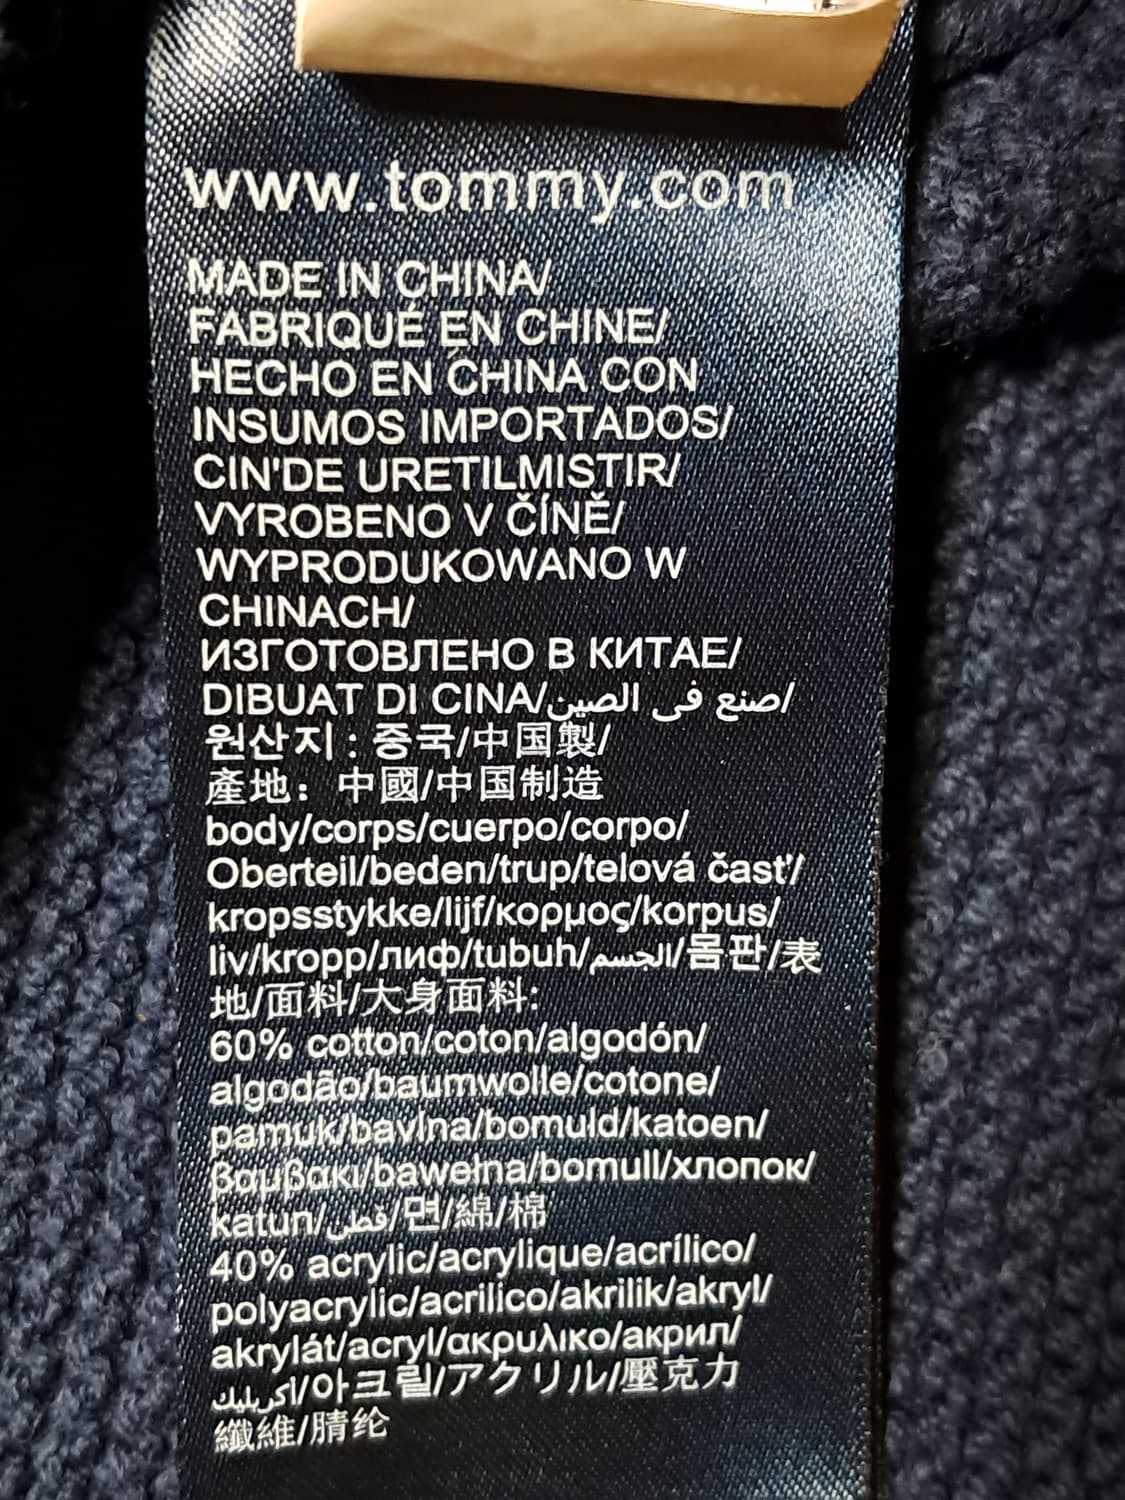 www.tommy.com
MADE IN CHINA/
FABRIQUÉ EN CHINE/
HECHO EN CHINA CON
INSUMOS IMPORTADOS/
CIN'DE URETILMISTIR/
VYROBENO V ČÍNĚ/
WYPRODUKOWANO W
CHINACH/
ИЗГОТОВЛЕНО В КИТАЕ/
DIBUAT DI CINA/صنع في الصين/
원산지 : 중국/中国製/
產地： 中國/中国制造
body/corps/cuerpo/corpo/
Oberteil/beden/trup/telová čast'/
kropsstykke/lijf/κορμος/korpus/
liv/kropp/лиф/tubuh/الجسم/몸판/表
地/面料/大身面料:
60% cotton/coton/algodón/
algodão/baumwolle/cotone/
pamuk/bavlna/bomuld/katoen/
βαμβακι/bawełna/bomull/хлопок/
katun/قطن/면/綿/棉
40% acrylic/acrylique/acrílico/
polyacrylic/acrilico/akrilik/akryl/
akrylát/acryl/ακρυλικο/акрил/
اكريليك/아크릴/アクリル/壓克力
纖維/腈纶